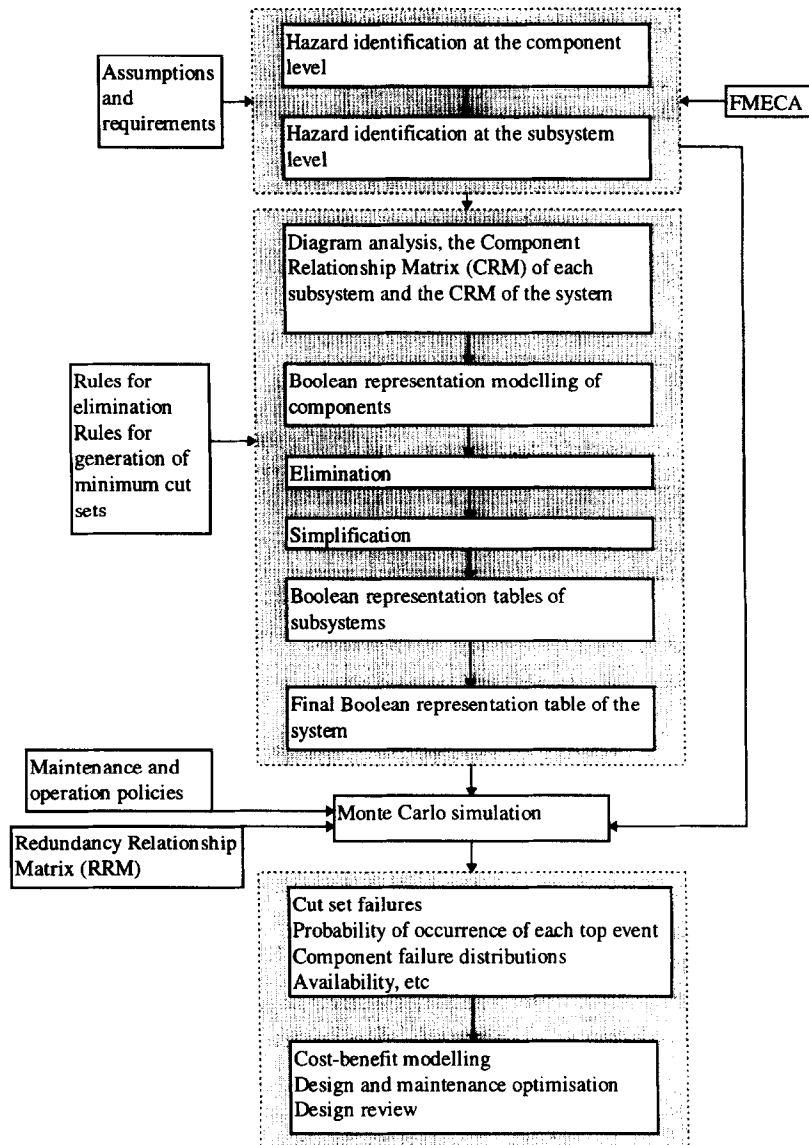 Hazard identification at the component
level
Assumptions
and
requirements
FMECA
Hazard identification at the subsystem
level
Diagram analysis, the Component
Relationship Matrix (CRM) of each
subsystem and the CRM of the system
Rules for
elimination
Rules for
generation of
minimum cut
sets
Boolean representation modelling of
components
Elimination
Simplification
Boolean representation tables of
subsystems
Final Boolean representation table of the
system
Maintenance and
operation policies
Monte Carlo simulation
Redundancy Relationship
Matrix (RRM)
Cut set failures
Probability of occurrence of each top event
Component failure distributions
Availability, etc
Cost-benefit modelling
Design and maintenance optimisation
Design review